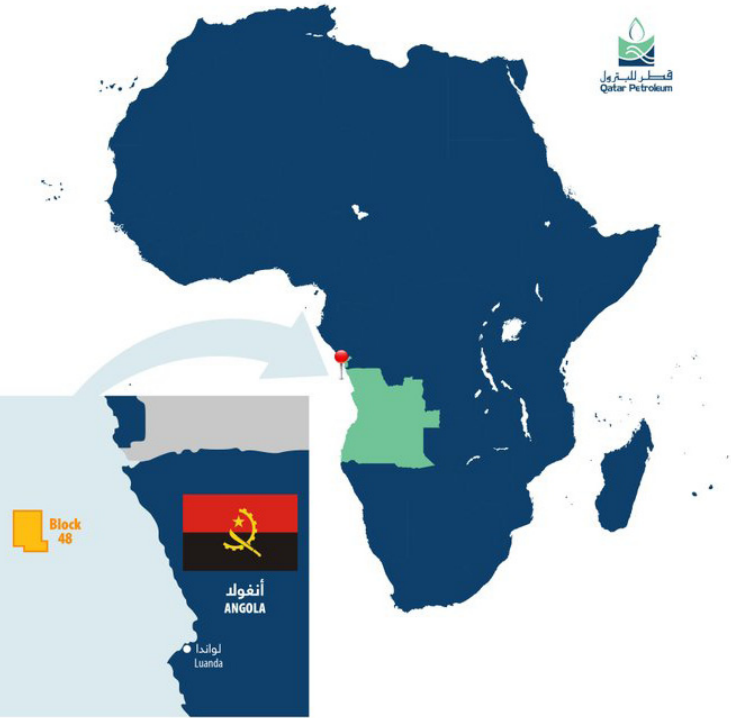 قطر للبترول
Qatar Petroleum
Block
48
أنغولا
ANGOLA
لواندا
Luanda